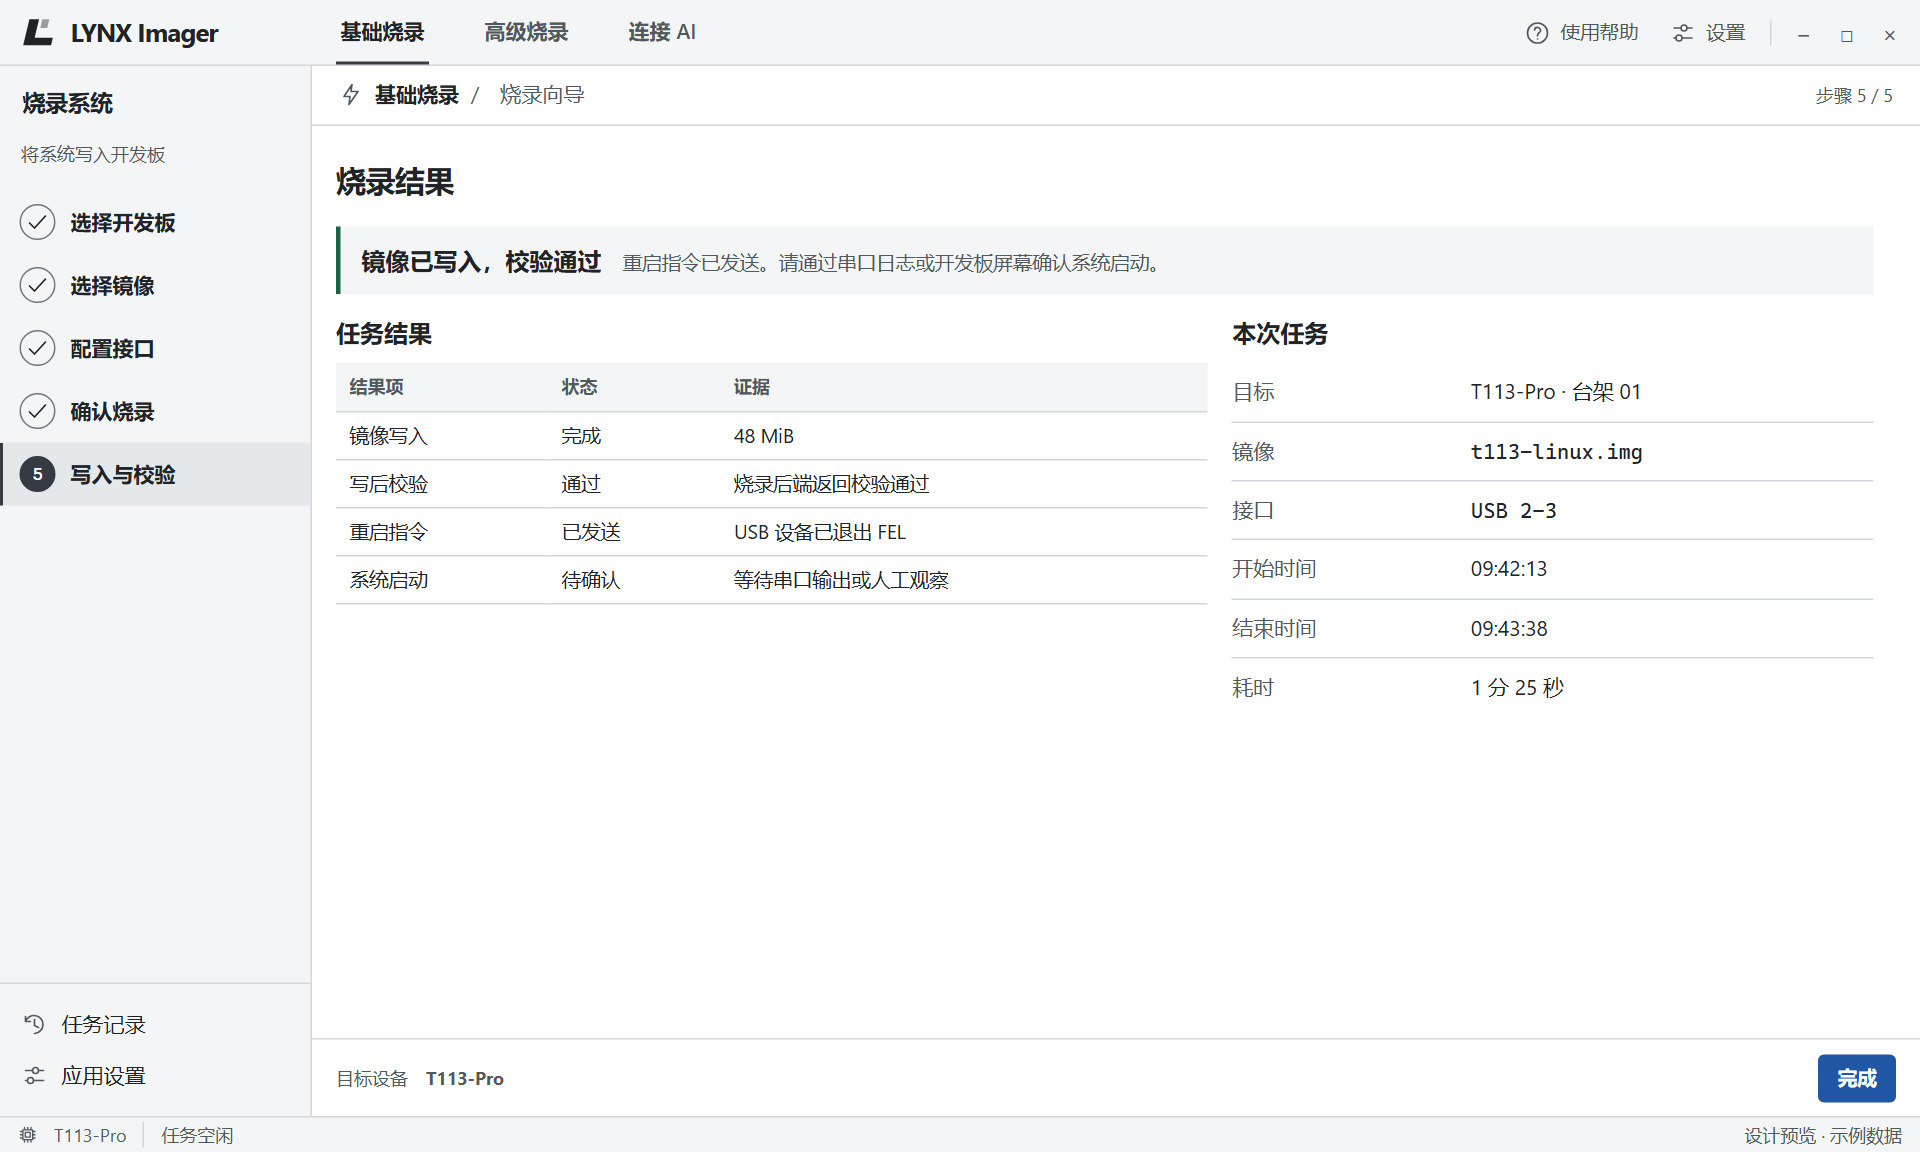 LYNX Imager
基础烧录 高级烧录 连接 AI
使用帮助 设置
烧录系统
将系统写入开发板
选择开发板
选择镜像
配置接口
确认烧录
5 写入与校验
任务记录
应用设置
基础烧录 / 烧录向导
步骤 5 / 5
烧录结果
镜像已写入，校验通过 重启指令已发送。请通过串口日志或开发板屏幕确认系统启动。
任务结果
结果项 状态 证据
镜像写入 完成 48 MiB
写后校验 通过 烧录后端返回校验通过
重启指令 已发送 USB 设备已退出 FEL
系统启动 待确认 等待串口输出或人工观察
本次任务
目标 T113-Pro · 台架 01
镜像 t113-linux.img
接口 USB 2-3
开始时间 09:42:13
结束时间 09:43:38
耗时 1 分 25 秒
目标设备 T113-Pro
完成
T113-Pro 任务空闲
设计预览 · 示例数据